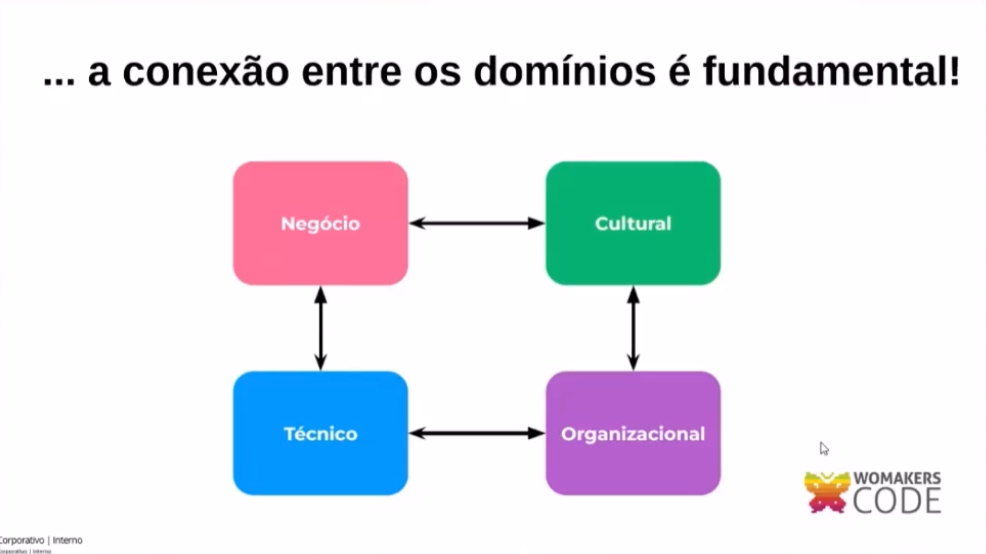 ... a conexão entre os domínios é fundamental!
Negócio
Cultural
Técnico
Organizacional
WOMAKERS
CODE
Corporativo | Interno
Corporativo | Interno